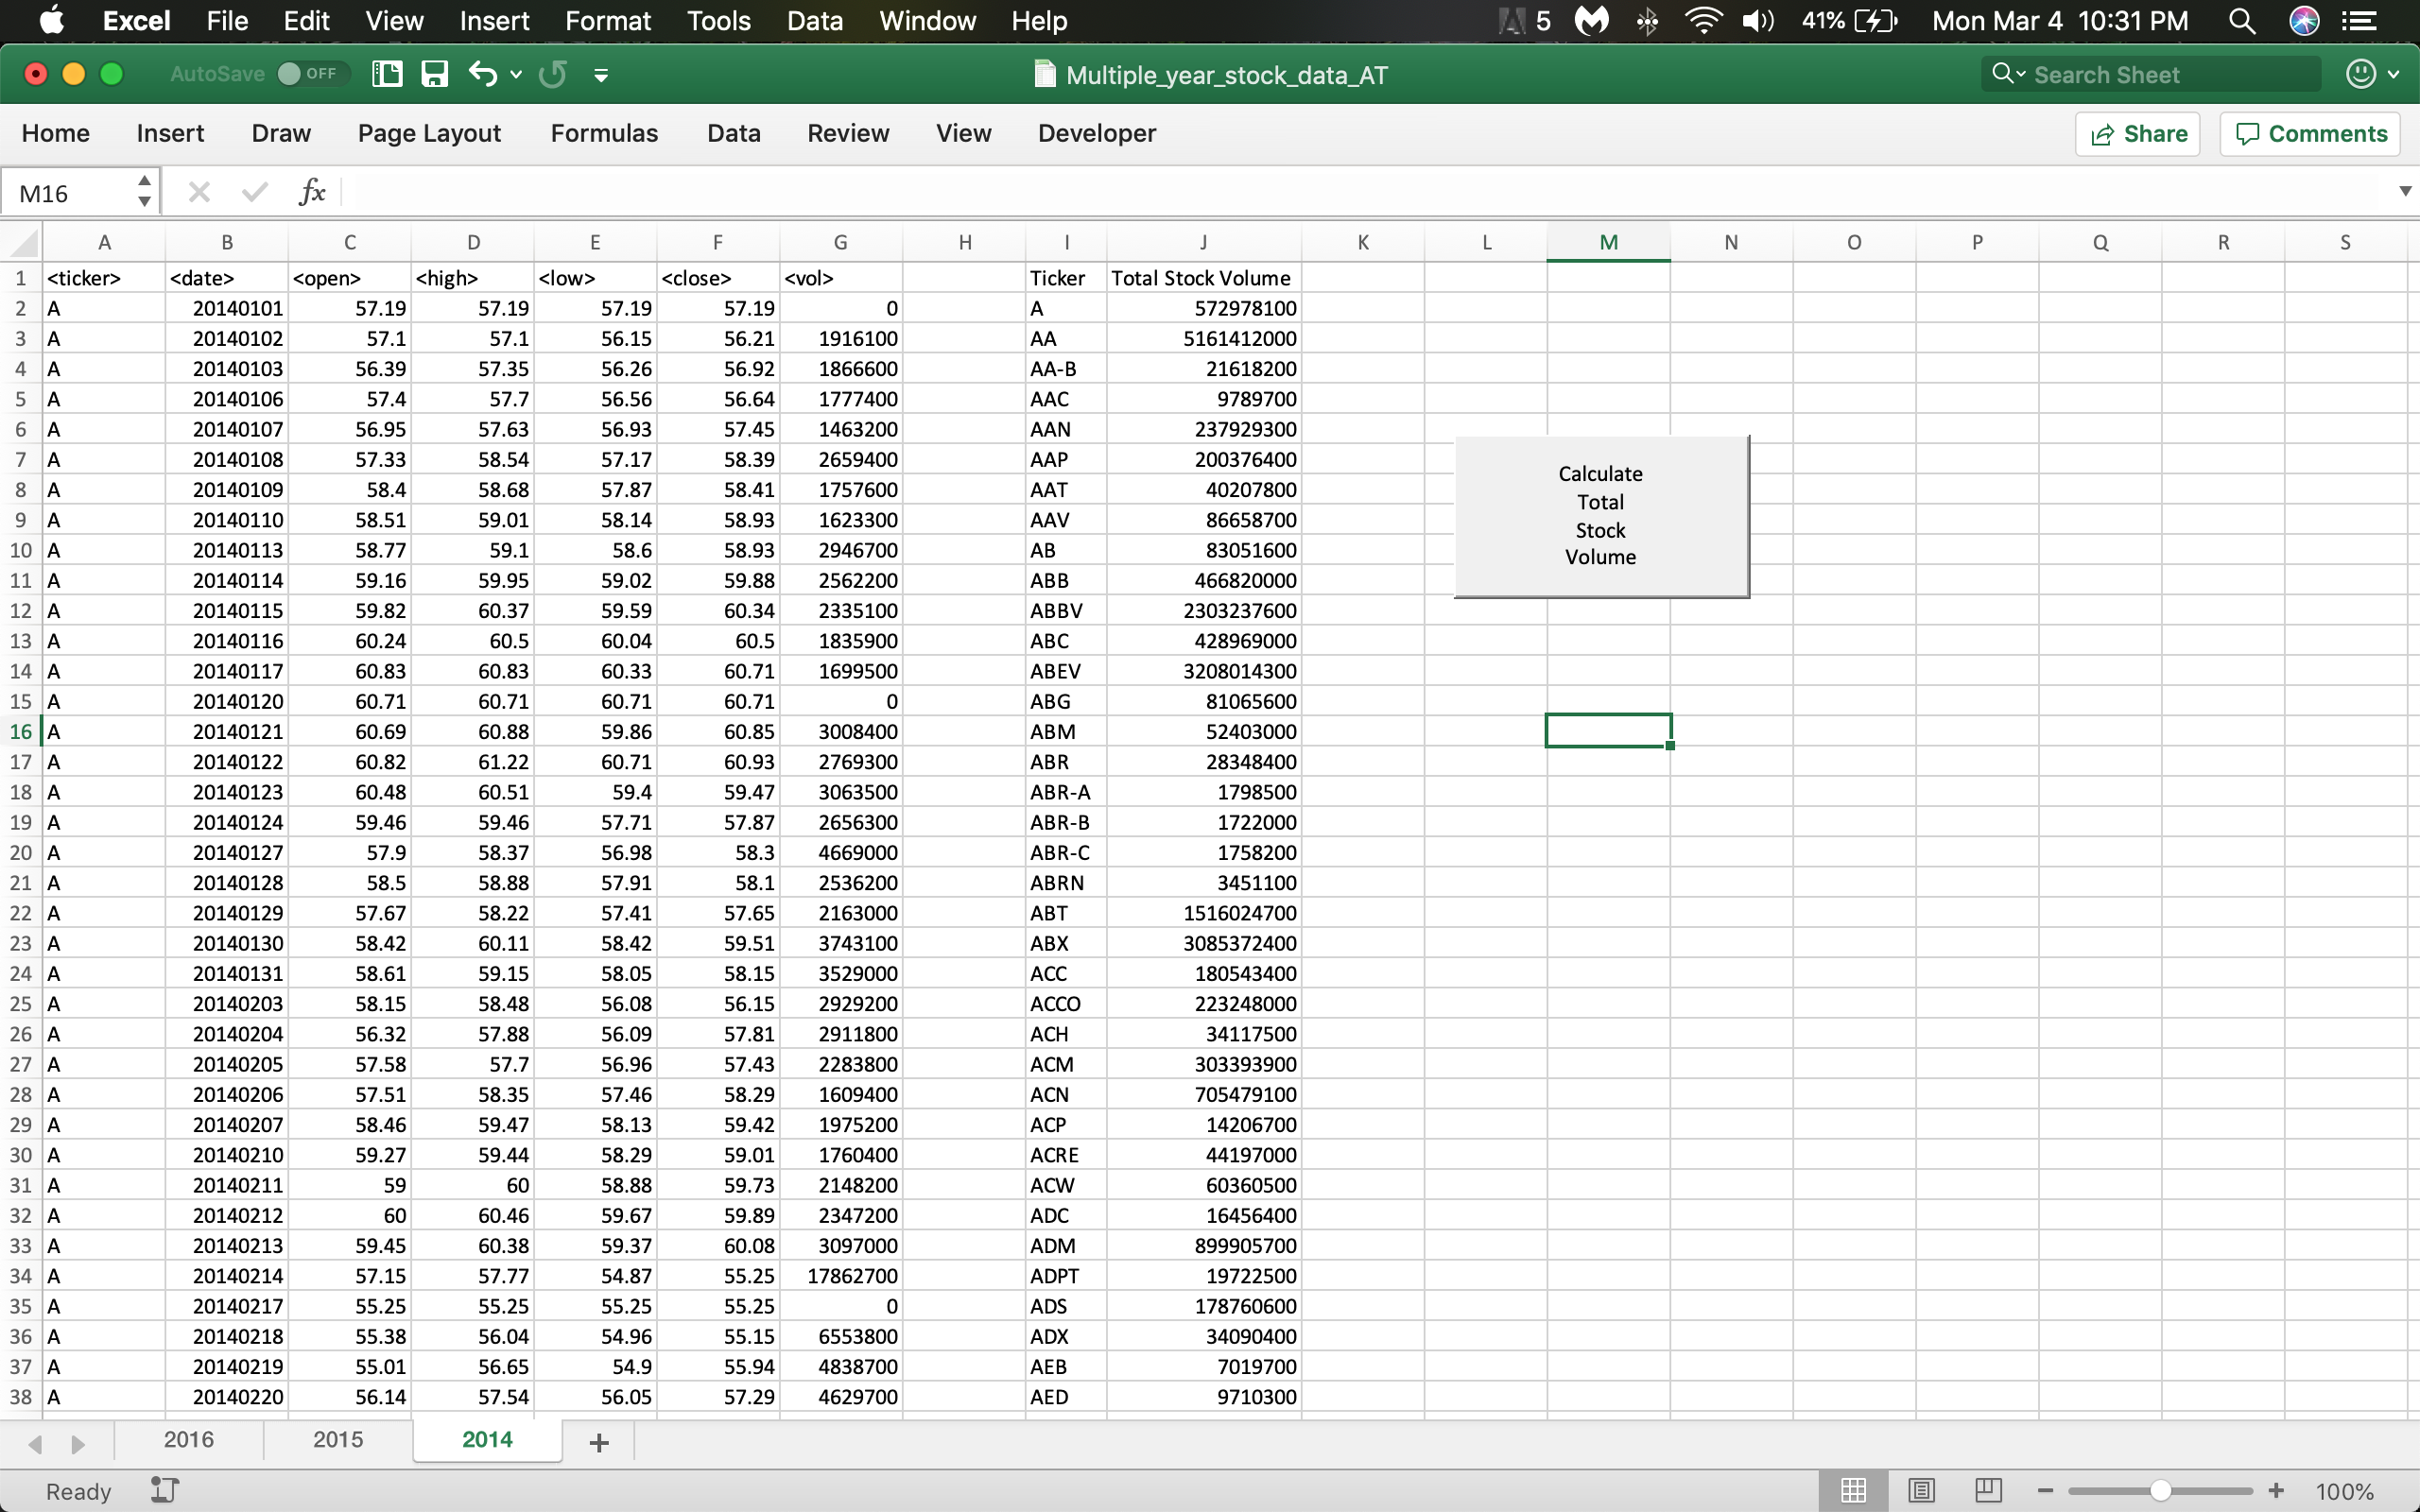 Excel File Edit View Insert Format Tools Data Window Help 5 41% Mon Mar 4 10:31 PM
AutoSave OFF Multiple_year_stock_data_AT Search Sheet
Home Insert Draw Page Layout Formulas Data Review View Developer Share Comments
M16 fx
A B C D E F G H I J K L M N O P Q R S
1 <ticker> <date> <open> <high> <low> <close> <vol> Ticker Total Stock Volume
2 A 20140101 57.19 57.19 57.19 57.19 0 A 572978100
3 A 20140102 57.1 57.1 56.15 56.21 1916100 AA 5161412000
4 A 20140103 56.39 57.35 56.26 56.92 1866600 AA-B 21618200
5 A 20140106 57.4 57.7 56.56 56.64 1777400 AAC 9789700
6 A 20140107 56.95 57.63 56.93 57.45 1463200 AAN 237929300
7 A 20140108 57.33 58.54 57.17 58.39 2659400 AAP 200376400
8 A 20140109 58.4 58.68 57.87 58.41 1757600 AAT 40207800
9 A 20140110 58.51 59.01 58.14 58.93 1623300 AAV 86658700
10 A 20140113 58.77 59.1 58.6 58.93 2946700 AB 83051600
11 A 20140114 59.16 59.95 59.02 59.88 2562200 ABB 466820000
12 A 20140115 59.82 60.37 59.59 60.34 2335100 ABBV 2303237600
13 A 20140116 60.24 60.5 60.04 60.5 1835900 ABC 428969000
14 A 20140117 60.83 60.83 60.33 60.71 1699500 ABEV 3208014300
15 A 20140120 60.71 60.71 60.71 60.71 0 ABG 81065600
16 A 20140121 60.69 60.88 59.86 60.85 3008400 ABM 52403000
17 A 20140122 60.82 61.22 60.71 60.93 2769300 ABR 28348400
18 A 20140123 60.48 60.51 59.4 59.47 3063500 ABR-A 1798500
19 A 20140124 59.46 59.46 57.71 57.87 2656300 ABR-B 1722000
20 A 20140127 57.9 58.37 56.98 58.3 4669000 ABR-C 1758200
21 A 20140128 58.5 58.88 57.91 58.1 2536200 ABRN 3451100
22 A 20140129 57.67 58.22 57.41 57.65 2163000 ABT 1516024700
23 A 20140130 58.42 60.11 58.42 59.51 3743100 ABX 3085372400
24 A 20140131 58.61 59.15 58.05 58.15 3529000 ACC 180543400
25 A 20140203 58.15 58.48 56.08 56.15 2929200 ACCO 223248000
26 A 20140204 56.32 57.88 56.09 57.81 2911800 ACH 34117500
27 A 20140205 57.58 57.7 56.96 57.43 2283800 ACM 303393900
28 A 20140206 57.51 58.35 57.46 58.29 1609400 ACN 705479100
29 A 20140207 58.46 59.47 58.13 59.42 1975200 ACP 14206700
30 A 20140210 59.27 59.44 58.29 59.01 1760400 ACRE 44197000
31 A 20140211 59 60 58.88 59.73 2148200 ACW 60360500
32 A 20140212 60 60.46 59.67 59.89 2347200 ADC 16456400
33 A 20140213 59.45 60.38 59.37 60.08 3097000 ADM 899905700
34 A 20140214 57.15 57.77 54.87 55.25 17862700 ADPT 19722500
35 A 20140217 55.25 55.25 55.25 55.25 0 ADS 178760600
36 A 20140218 55.38 56.04 54.96 55.15 6553800 ADX 34090400
37 A 20140219 55.01 56.65 54.9 55.94 4838700 AEB 7019700
38 A 20140220 56.14 57.54 56.05 57.29 4629700 AED 9710300
Calculate
Total
Stock
Volume
2016 2015 2014 +
Ready 100%